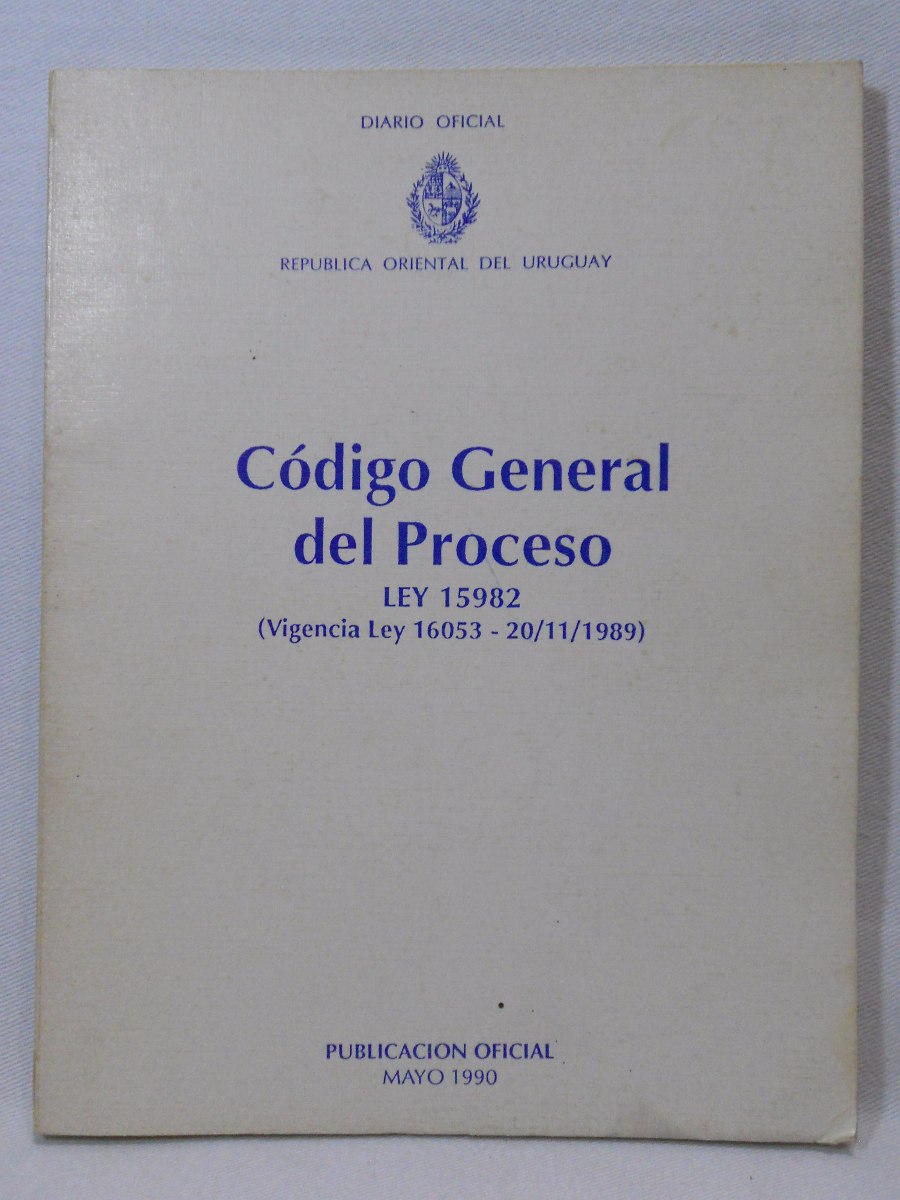 DIARIO OFICIAL
REPUBLICA ORIENTAL DEL URUGUAY
Código General
del Proceso
LEY 15982
(Vigencia Ley 16053 - 20/11/1989)
PUBLICACION OFICIAL
MAYO 1990